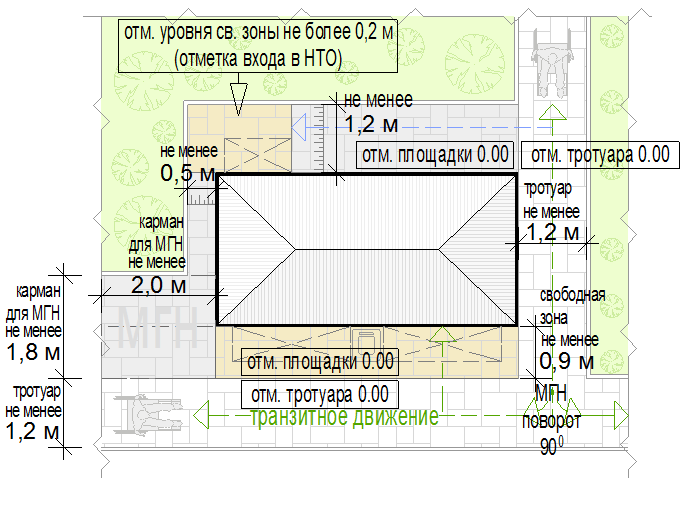 отм. уровня св. зоны не более 0,2 м
(отметка входа в НТО)
не менее
1,2 м
отм. площадки 0.00
отм. тротуара 0.00
не менее
0,5 м
тротуар
не менее
1,2 м
карман
для МГН
не менее
2,0 м
карман
для МГН
не менее
1,8 м
МГН
свободная
зона
не менее
0,9 м
отм. площадки 0.00
отм. тротуара 0.00
тротуар
не менее
1,2 м
транзитное движение
МГН
поворот
90⁰